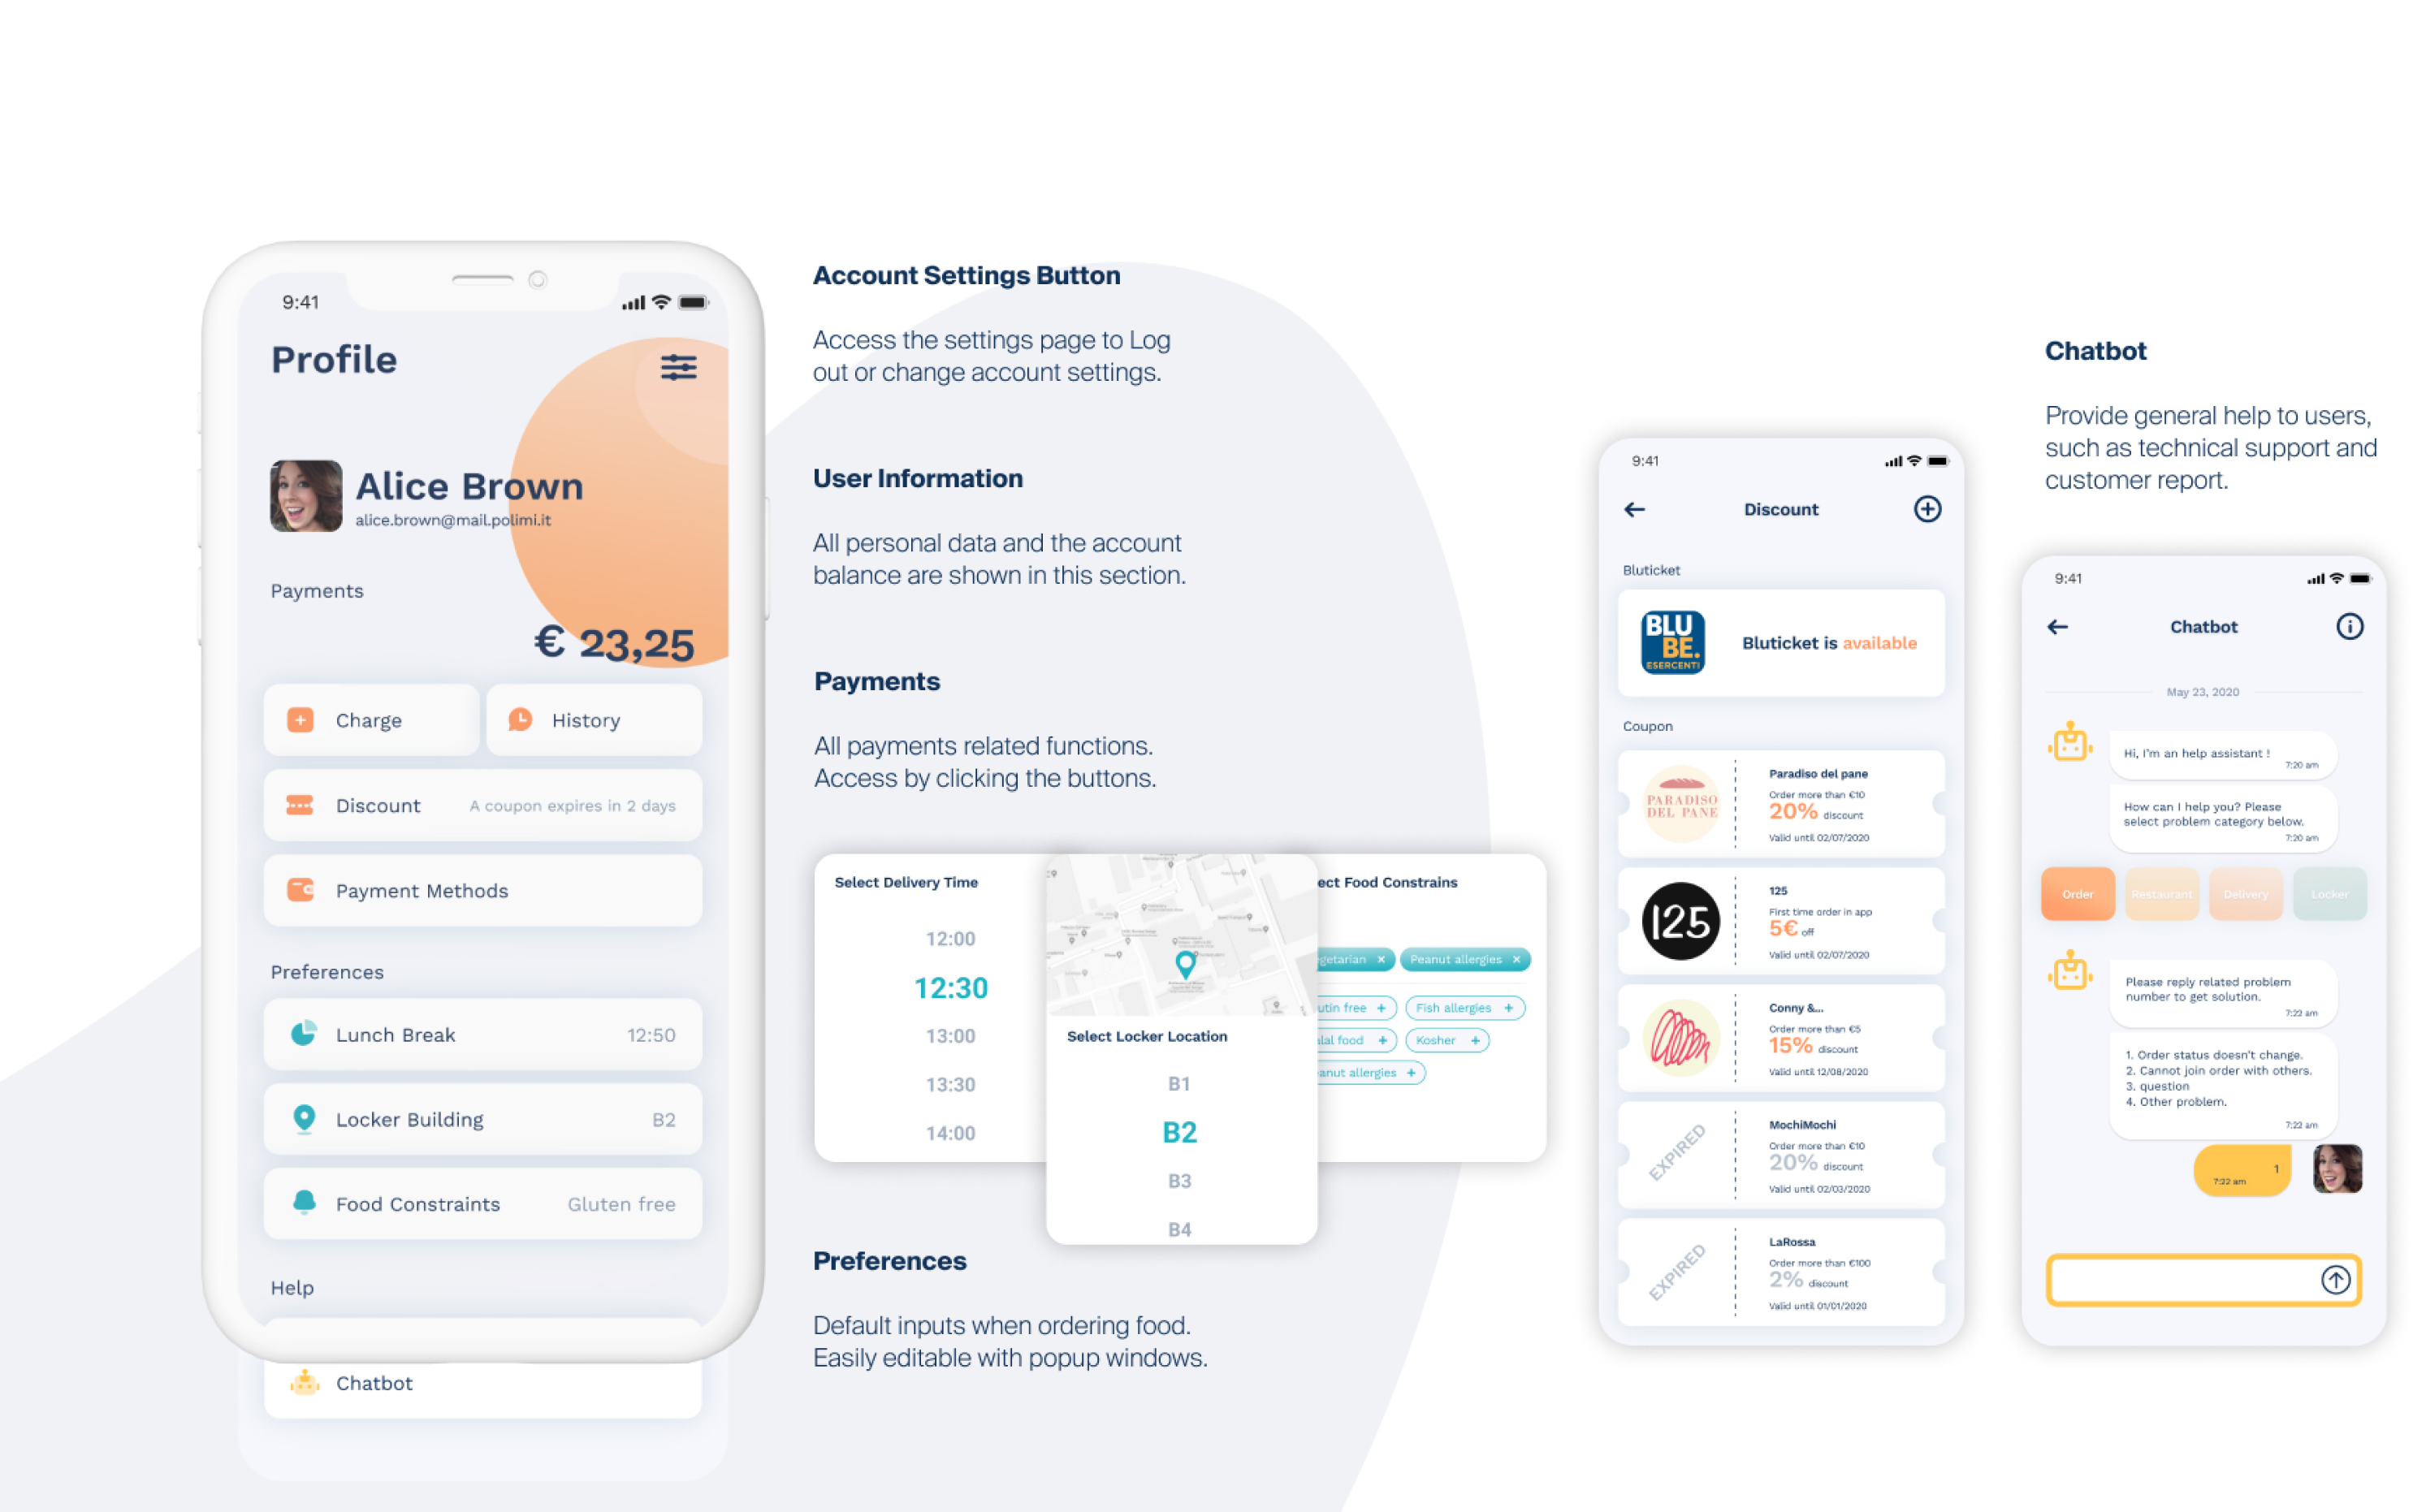 9:41
Profile
Alice Brown
alice.brown@mail.polimi.it
Payments
€ 23,25
Charge
History
Discount
A coupon expires in 2 days
Payment Methods
Preferences
Lunch Break
12:50
Locker Building
B2
Food Constraints
Gluten free
Help
Chatbot
Account Settings Button
Access the settings page to Log
out or change account settings.
User Information
All personal data and the account
balance are shown in this section.
Payments
All payments related functions.
Access by clicking the buttons.
Select Delivery Time
12:00
12:30
13:00
13:30
14:00
Select Locker Location
B1
B2
B3
B4
ect Food Constrains
getarian ×
Peanut allergies ×
utin free +
Fish allergies +
lal food +
Kosher +
anut allergies +
Preferences
Default inputs when ordering food.
Easily editable with popup windows.
9:41
Discount
Bluticket
BLU
BE.
ESERCENTI
Bluticket is available
Coupon
PARADISO
DEL PANE
Paradiso del pane
Order more than €10
20% discount
Valid until 02/07/2020
125
125
First time order in app
5€ off
Valid until 02/07/2020
Conny &...
Order more than €5
15% discount
Valid until 12/08/2020
EXPIRED
MochiMochi
Order more than €10
20% discount
Valid until 02/03/2020
EXPIRED
LaRossa
Order more than €100
2% discount
Valid until 01/01/2020
Chatbot
Provide general help to users,
such as technical support and
customer report.
9:41
Chatbot
May 23, 2020
Hi, I'm an help assistant !
7:20 am
How can I help you? Please
select problem category below.
7:20 am
Order
Restaurant
Delivery
Locker
Please reply related problem
number to get solution.
7:22 am
1. Order status doesn't change.
2. Cannot join order with others.
3. question
4. Other problem.
7:22 am
1
7:22 am